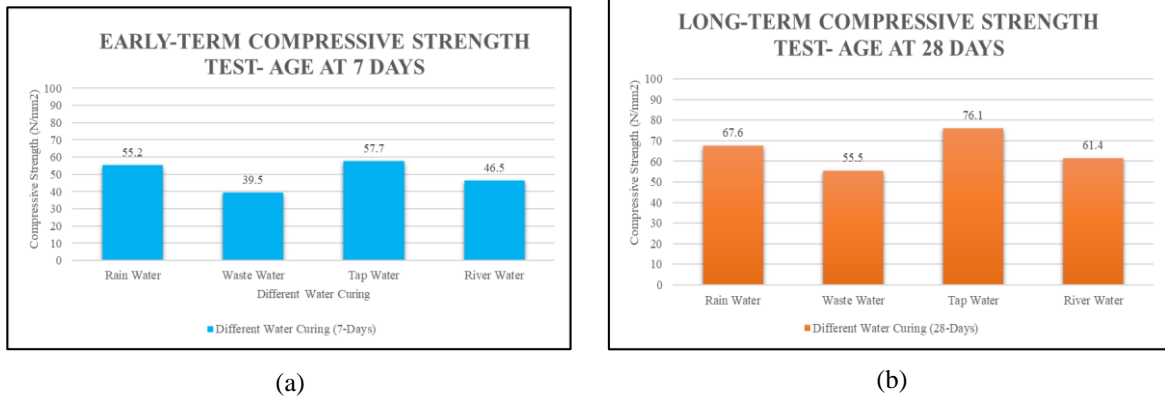 EARLY-TERM COMPRESSIVE STRENGTH
TEST- AGE AT 7 DAYS
Compressive Strength (N/mm2)
100
90
80
70
60
50
40
30
20
10
0
55.2
39.5
57.7
46.5
Rain Water
Waste Water
Tap Water
River Water
Different Water Curing
Different Water Curing (7-Days)
(a)
LONG-TERM COMPRESSIVE STRENGTH
TEST- AGE AT 28 DAYS
Compressive Strength (N/mm2)
100
90
80
70
60
50
40
30
20
10
0
67.6
55.5
76.1
61.4
Rain Water
Waste Water
Tap Water
River Water
Different Water Curing (28-Days)
(b)